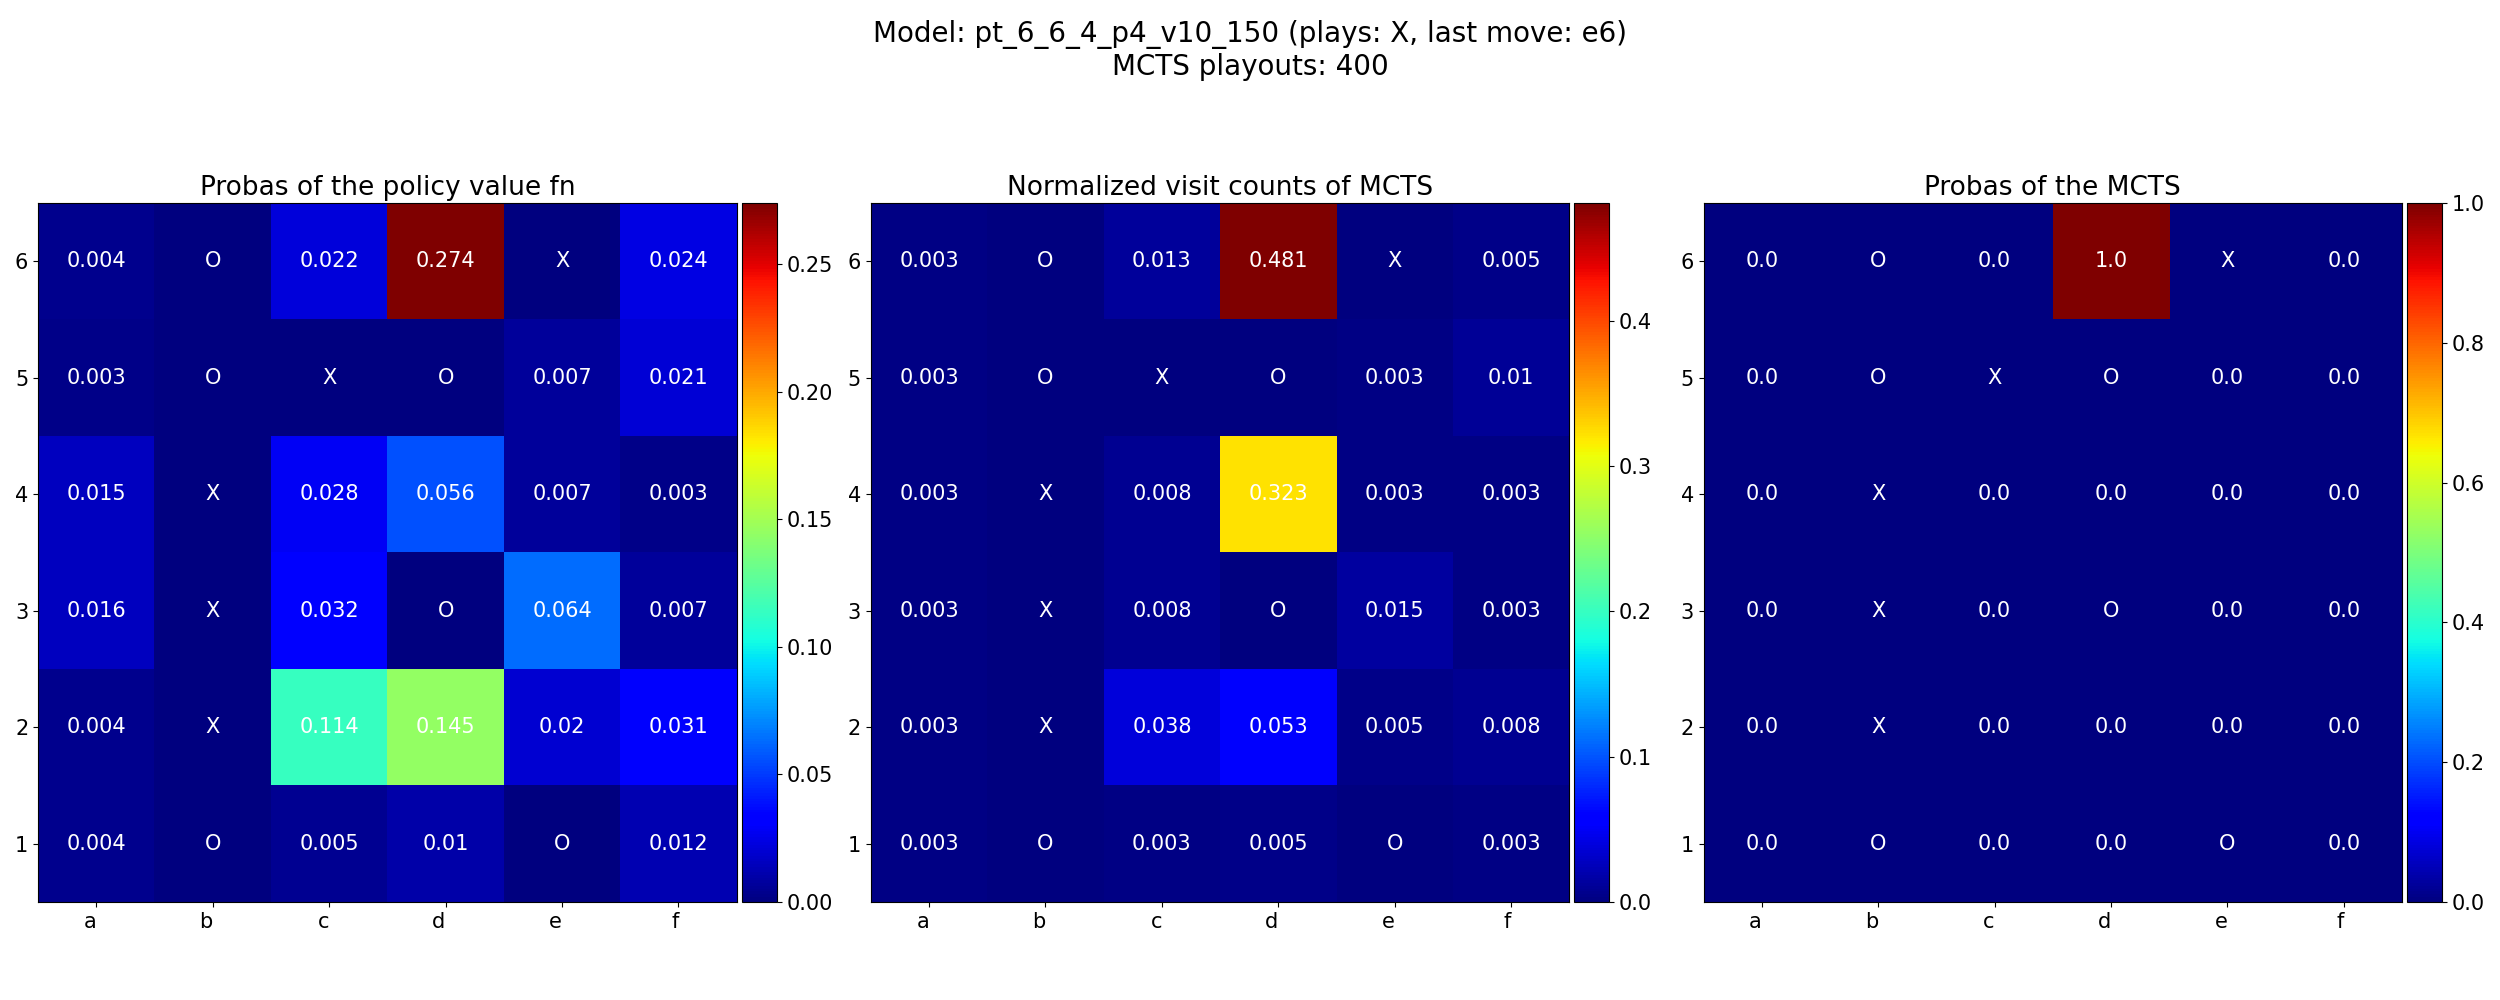 Model: pt_6_6_4_p4_v10_150 (plays: X, last move: e6)
MCTS playouts: 400
Probas of the policy value fn
6 0.004 O 0.022 0.274 X 0.024
5 0.003 O X O 0.007 0.021
4 0.015 X 0.028 0.056 0.007 0.003
3 0.016 X 0.032 O 0.064 0.007
2 0.004 X 0.114 0.145 0.02 0.031
1 0.004 O 0.005 0.01 O 0.012
a b c d e f
0.25
0.20
0.15
0.10
0.05
0.00
Normalized visit counts of MCTS
6 0.003 O 0.013 0.481 X 0.005
5 0.003 O X O 0.003 0.01
4 0.003 X 0.008 0.323 0.003 0.003
3 0.003 X 0.008 O 0.015 0.003
2 0.003 X 0.038 0.053 0.005 0.008
1 0.003 O 0.003 0.005 O 0.003
a b c d e f
0.4
0.3
0.2
0.1
0.0
Probas of the MCTS
6 0.0 O 0.0 1.0 X 0.0
5 0.0 O X O 0.0 0.0
4 0.0 X 0.0 0.0 0.0 0.0
3 0.0 X 0.0 O 0.0 0.0
2 0.0 X 0.0 0.0 0.0 0.0
1 0.0 O 0.0 0.0 O 0.0
a b c d e f
1.0
0.8
0.6
0.4
0.2
0.0